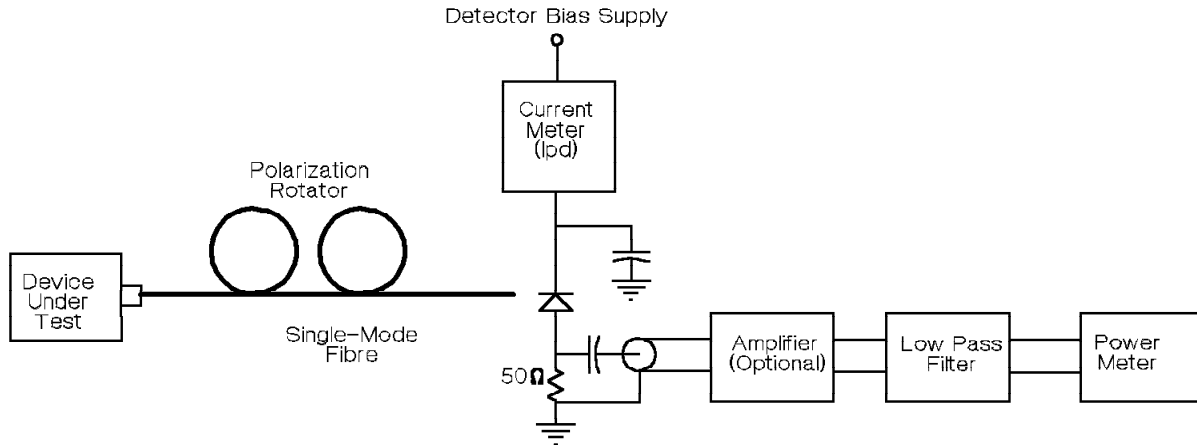 Detector Bias Supply
Current
Meter
(Ipd)
Polarization
Rotator
Device
Under
Test
Single-Mode
Fibre
50Ω
Amplifier
(Optional)
Low Pass
Filter
Power
Meter